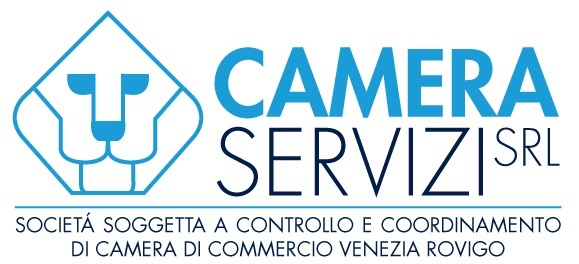 CAMERA
SERVIZI SRL
SOCIETÁ SOGGETTA A CONTROLLO E COORDINAMENTO
DI CAMERA DI COMMERCIO VENEZIA ROVIGO